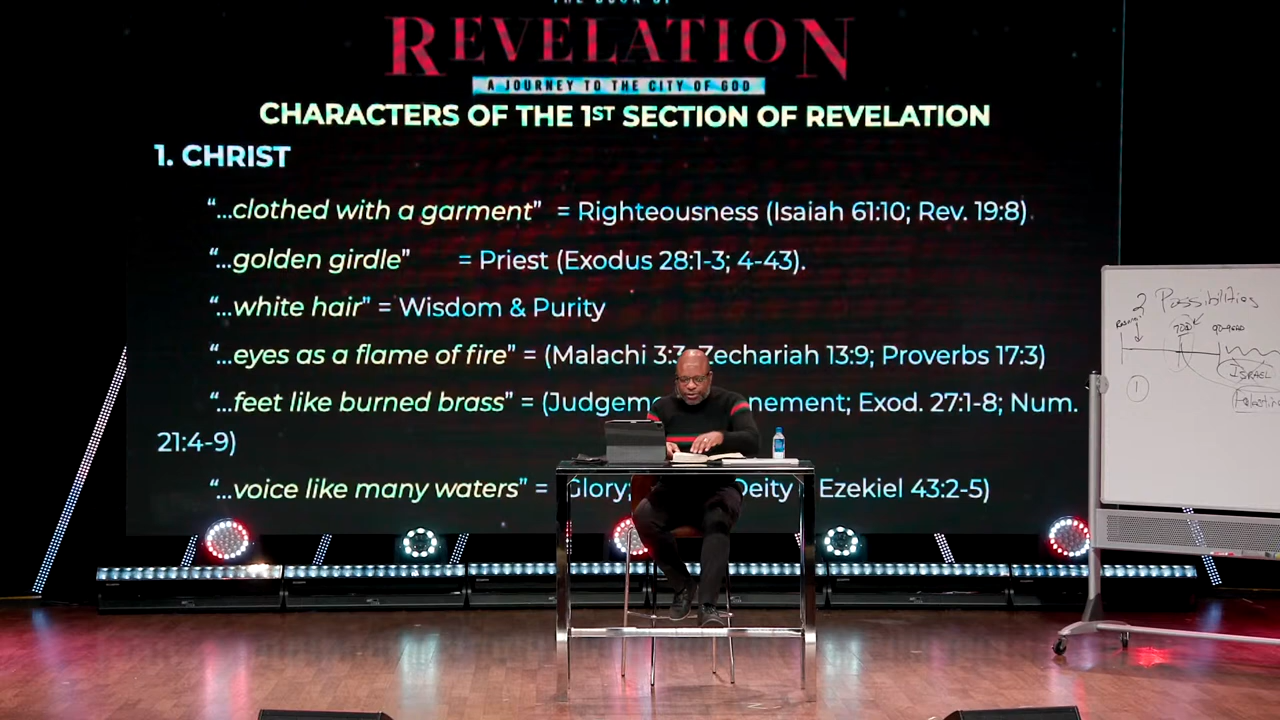 THE BOOK OF
REVELATION
A JOURNEY TO THE CITY OF GOD
CHARACTERS OF THE 1ST SECTION OF REVELATION
1. CHRIST
“...clothed with a garment” = Righteousness (Isaiah 61:10; Rev. 19:8).
“...golden girdle” = Priest (Exodus 28:1-3; 4-43).
“...white hair” = Wisdom & Purity
“...eyes as a flame of fire” = (Malachi 3:3; Zechariah 13:9; Proverbs 17:3)
“...feet like burned brass” = (Judgem nement; Exod. 27:1-8; Num.
21:4-9)
“...voice like many waters” = Glory; Deity Ezekiel 43:2-5)
2 Possibilities
70AD 90-96AD
ISRAEL
1